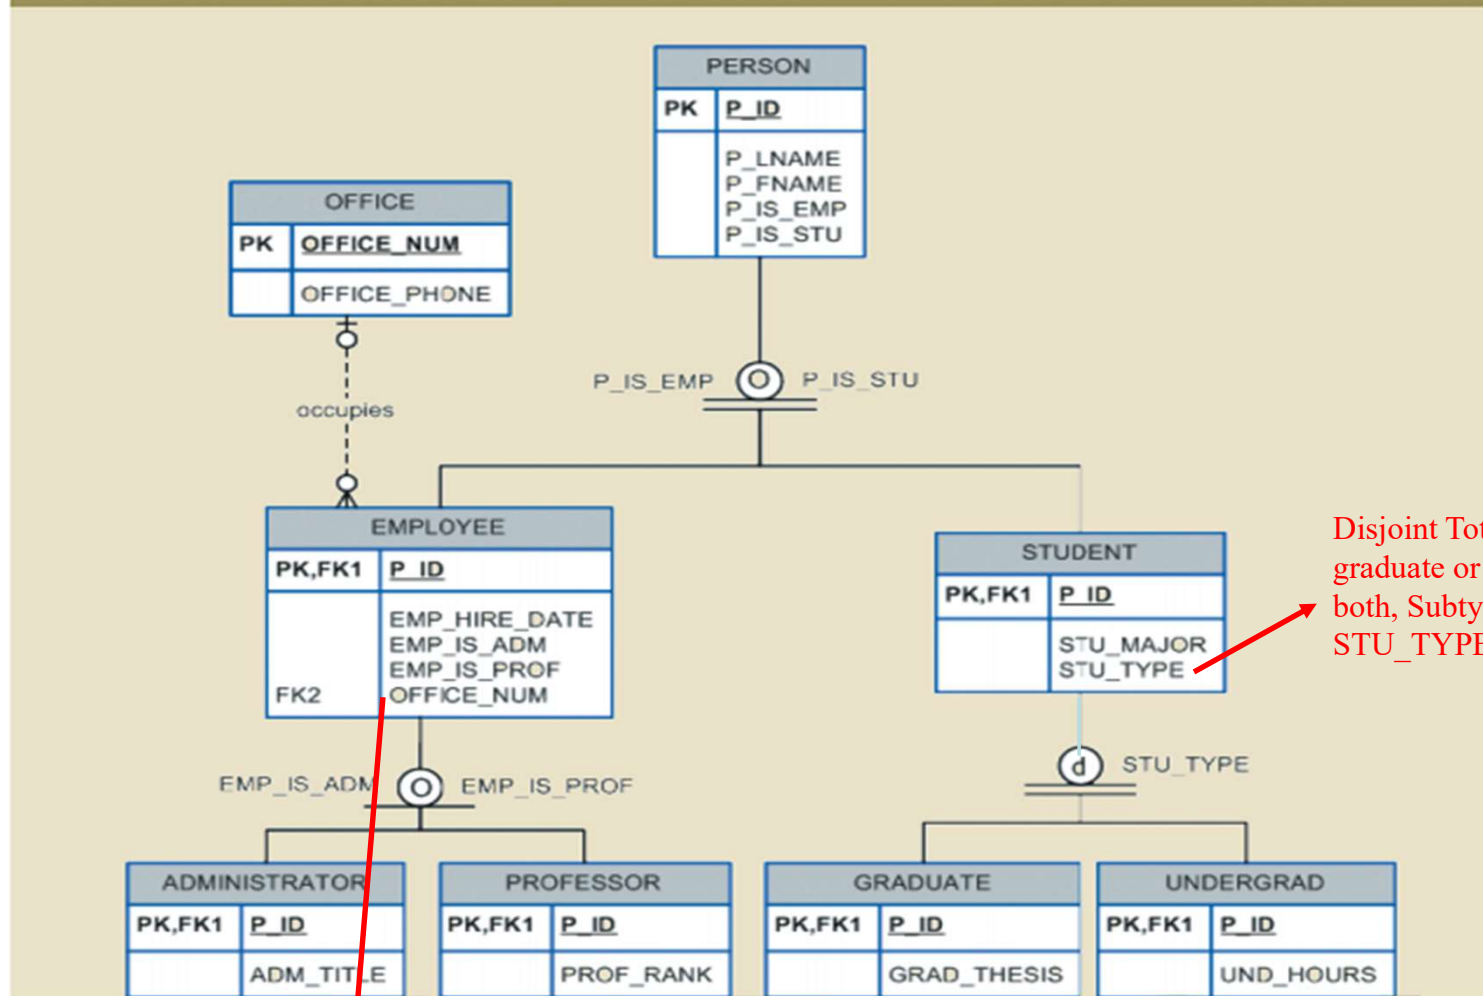 PERSON
PK P_ID
P_LNAME
P_FNAME
P_IS_EMP
P_IS_STU
OFFICE
PK OFFICE_NUM
OFFICE_PHONE
occupies
P_IS_EMP O P_IS_STU
EMPLOYEE
PK,FK1 P_ID
EMP_HIRE_DATE
EMP_IS_ADM
EMP_IS_PROF
FK2 OFFICE_NUM
STUDENT
PK,FK1 P_ID
STU_MAJOR
STU_TYPE
Disjoint Tot
graduate or
both, Subty
STU_TYPE
EMP_IS_ADM O EMP_IS_PROF
d STU_TYPE
ADMINISTRATOR
PK,FK1 P_ID
ADM_TITLE
PROFESSOR
PK,FK1 P_ID
PROF_RANK
GRADUATE
PK,FK1 P_ID
GRAD_THESIS
UNDERGRAD
PK,FK1 P_ID
UND_HOURS